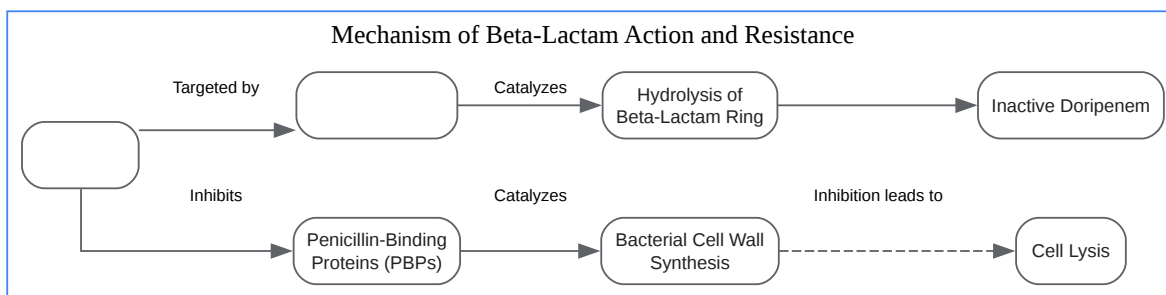 Mechanism of Beta-Lactam Action and Resistance
Targeted by
Catalyzes
Hydrolysis of
Beta-Lactam Ring
Inactive Doripenem
Inhibits
Catalyzes
Inhibition leads to
Penicillin-Binding
Proteins (PBPs)
Bacterial Cell Wall
Synthesis
Cell Lysis